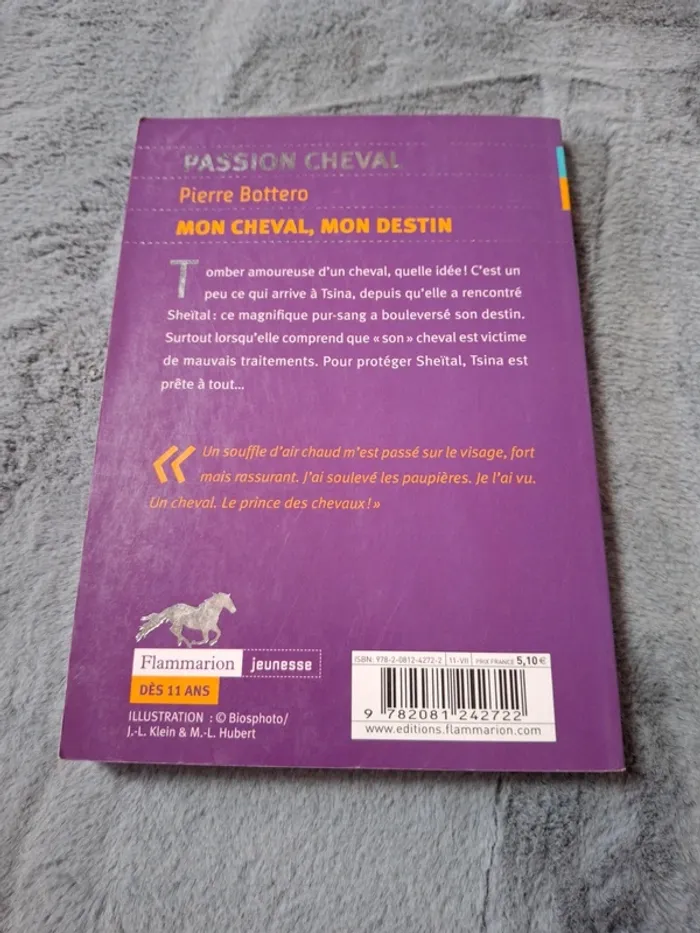 PASSION CHEVAL
Pierre Bottero
MON CHEVAL, MON DESTIN
Tomber amoureuse d'un cheval, quelle idée! C'est un
peu ce qui arrive à Tsina, depuis qu'elle a rencontré
Sheïtal : ce magnifique pur-sang a bouleversé son destin.
Surtout lorsqu'elle comprend que «son» cheval est victime
de mauvais traitements. Pour protéger Sheïtal, Tsina est
prête à tout...
« Un souffle d'air chaud m'est passé sur le visage, fort
mais rassurant. J'ai soulevé les paupières. Je l'ai vu.
Un cheval. Le prince des chevaux!»
Flammarion jeunesse
DÈS 11 ANS
ILLUSTRATION : © Biosphoto/
J.-L. Klein & M.-L. Hubert
ISBN: 978-2-0812-4272-2 11-VII PRIX FRANCE 5,10 €
9 782081 242722
www.editions.flammarion.com